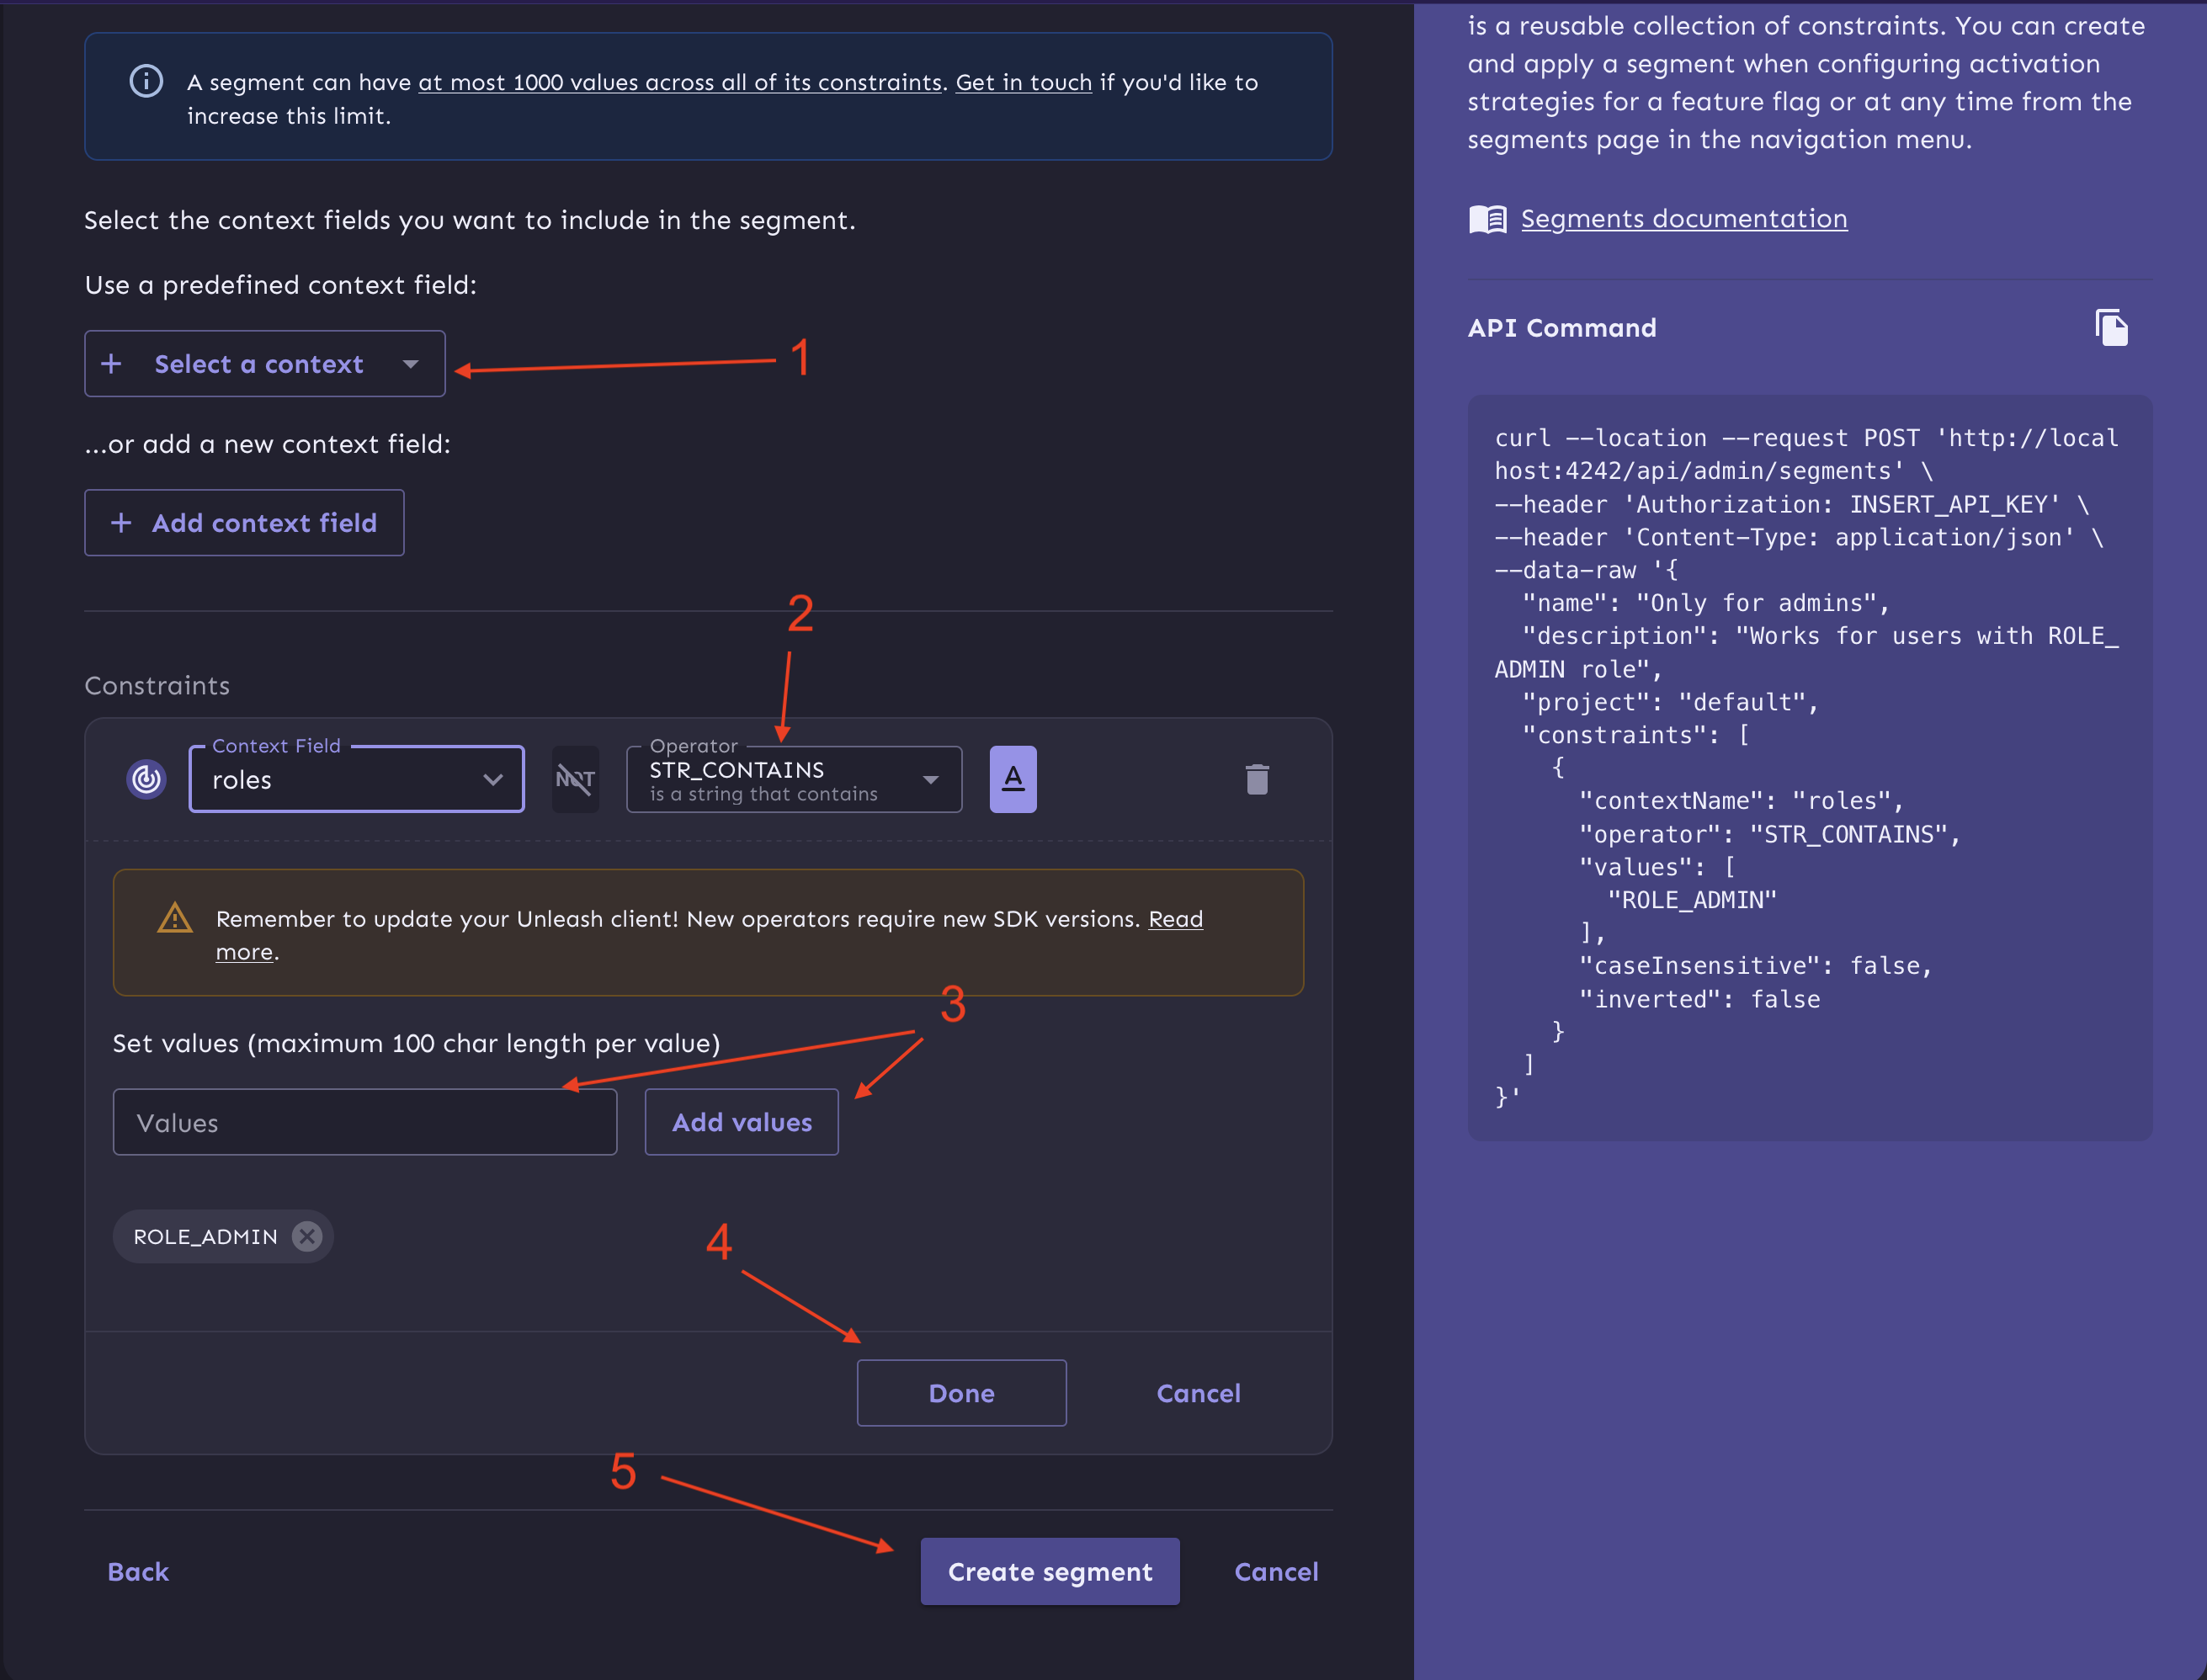 A segment can have at most 1000 values across all of its constraints. Get in touch if you'd like to
increase this limit.
Select the context fields you want to include in the segment.
Use a predefined context field:
+ Select a context
1
...or add a new context field:
+ Add context field
2
Constraints
Context Field
roles
NOT
Operator
STR_CONTAINS
is a string that contains
A
Remember to update your Unleash client! New operators require new SDK versions. Read
more.
3
Set values (maximum 100 char length per value)
Values
Add values
ROLE_ADMIN
4
Done
Cancel
5
Back
Create segment
Cancel
is a reusable collection of constraints. You can create
and apply a segment when configuring activation
strategies for a feature flag or at any time from the
segments page in the navigation menu.
Segments documentation
API Command
curl --location --request POST 'http://local
host:4242/api/admin/segments' \
--header 'Authorization: INSERT_API_KEY' \
--header 'Content-Type: application/json' \
--data-raw '{
"name": "Only for admins",
"description": "Works for users with ROLE_
ADMIN role",
"project": "default",
"constraints": [
{
"contextName": "roles",
"operator": "STR_CONTAINS",
"values": [
"ROLE_ADMIN"
],
"caseInsensitive": false,
"inverted": false
}
]
}'